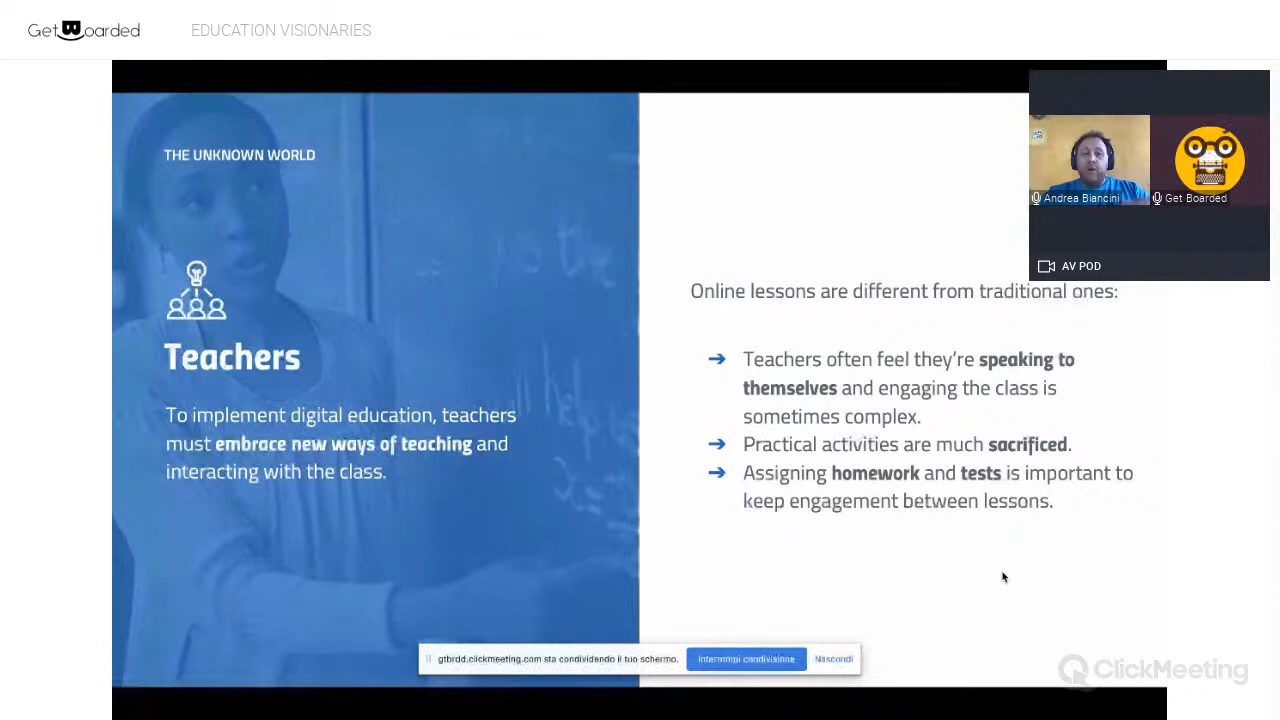 GetBoarded
EDUCATION VISIONARIES
THE UNKNOWN WORLD
Teachers
To implement digital education, teachers
must embrace new ways of teaching and
interacting with the class.
Online lessons are different from traditional ones:
➔ Teachers often feel they’re speaking to
themselves and engaging the class is
sometimes complex.
➔ Practical activities are much sacrificed.
➔ Assigning homework and tests is important to
keep engagement between lessons.
Andrea Biancini
Get Boarded
AV POD
gtbrdd.clickmeeting.com sta condividendo il tuo schermo.
Interrompi condivisione
Nascondi
ClickMeeting